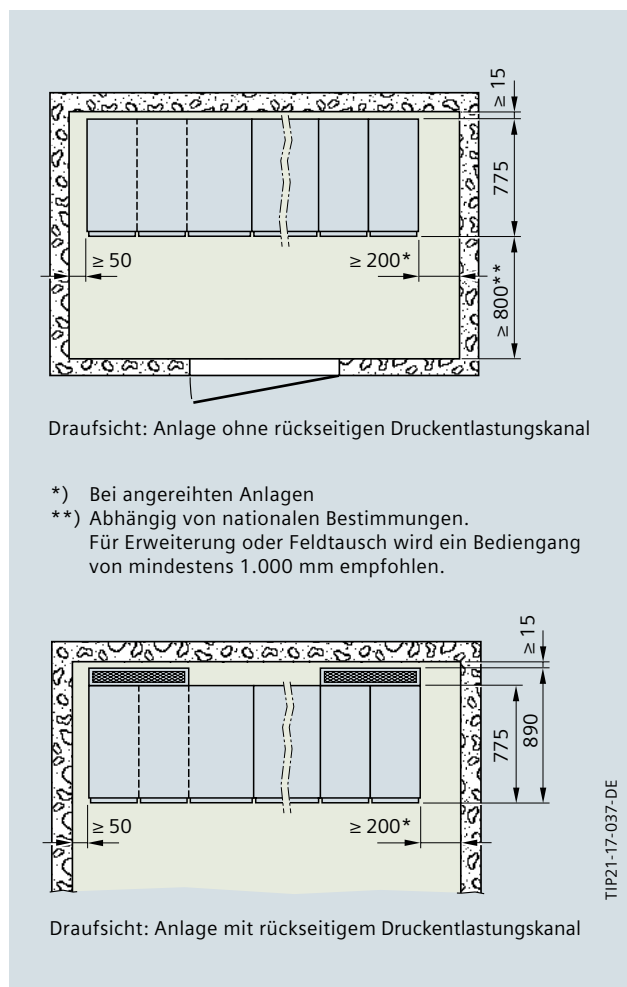 ≥ 15
775
≥ 50
≥ 200*
≥ 800**
Draufsicht: Anlage ohne rückseitigen Druckentlastungskanal
*) Bei angereihten Anlagen
**) Abhängig von nationalen Bestimmungen.
Für Erweiterung oder Feldtausch wird ein Bediengang
von mindestens 1.000 mm empfohlen.
≥ 15
775
890
≥ 50
≥ 200*
TIP21-17-037-DE
Draufsicht: Anlage mit rückseitigem Druckentlastungskanal